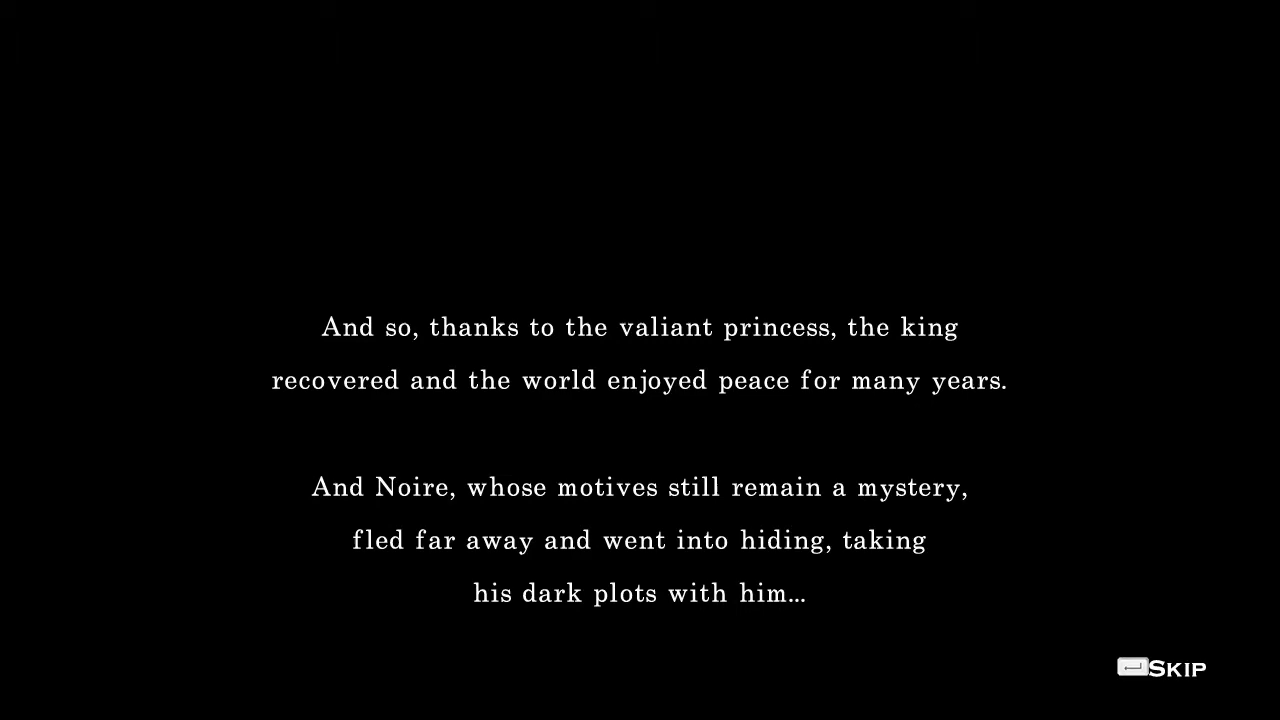 And so, thanks to the valiant princess, the king
recovered and the world enjoyed peace for many years.
And Noire, whose motives still remain a mystery,
fled far away and went into hiding, taking
his dark plots with him...
SKIP